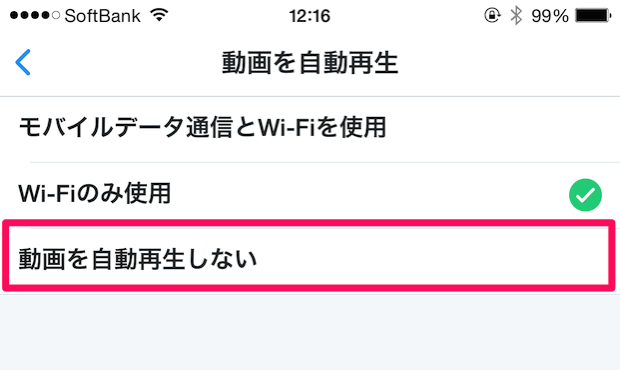 SoftBank 12:16 99%
動画を自動再生
モバイルデータ通信とWi-Fiを使用
Wi-Fiのみ使用
動画を自動再生しない